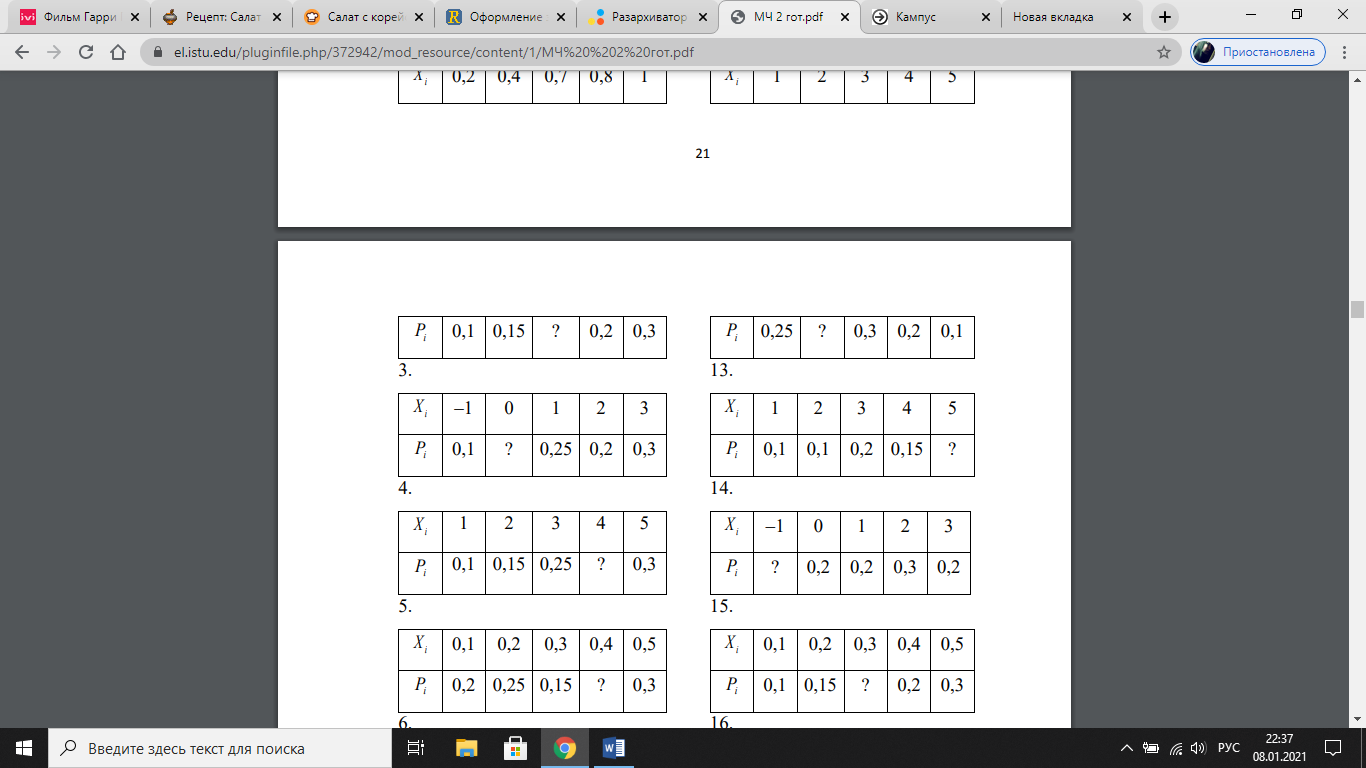 Фильм Гарри Рецепт: Салат Салат с корей Оформление Разархиватор МЧ 2 гот.pdf Кампус Новая вкладка
el.istu.edu/pluginfile.php/372942/mod_resource/content/1/МЧ%20%202%20гот.pdf Приостановлена
Xi 0,2 0,4 0,7 0,8 1
Xi 1 2 3 4 5
21
Pi 0,1 0,15 ? 0,2 0,3
Pi 0,25 ? 0,3 0,2 0,1
3.
13.
Xi –1 0 1 2 3
Xi 1 2 3 4 5
Pi 0,1 ? 0,25 0,2 0,3
Pi 0,1 0,1 0,2 0,15 ?
4.
14.
Xi 1 2 3 4 5
Xi –1 0 1 2 3
Pi 0,1 0,15 0,25 ? 0,3
Pi ? 0,2 0,2 0,3 0,2
5.
15.
Xi 0,1 0,2 0,3 0,4 0,5
Xi 0,1 0,2 0,3 0,4 0,5
Pi 0,2 0,25 0,15 ? 0,3
Pi 0,1 0,15 ? 0,2 0,3
6.
16.
Введите здесь текст для поиска
РУС
22:37
08.01.2021